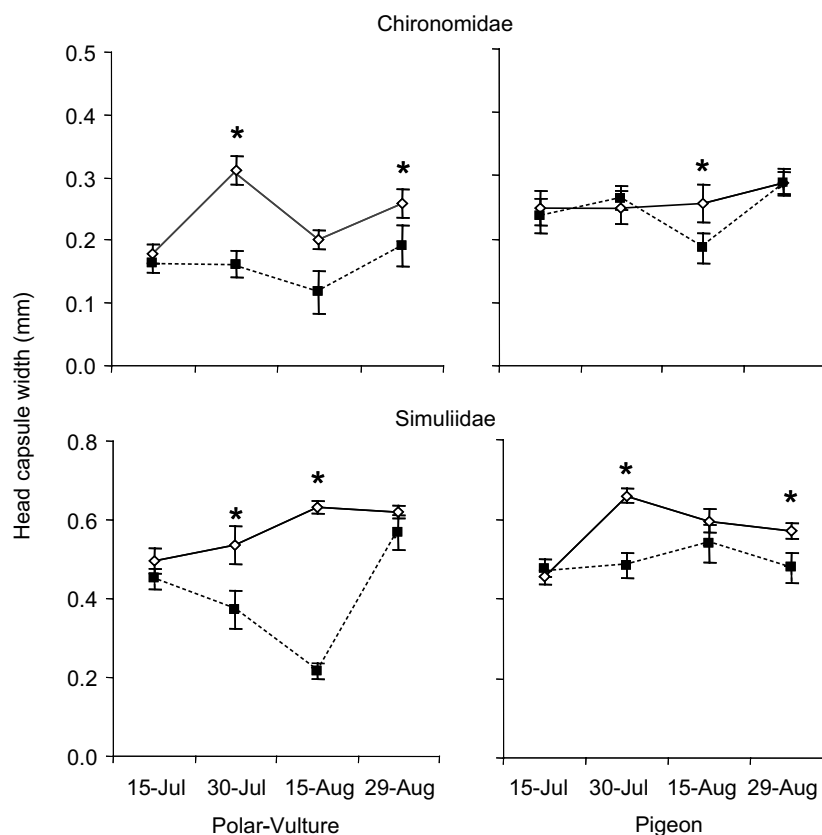 Chironomidae
0.5
0.4
0.3
0.2
0.1
0.0
* * *
Head capsule width (mm)
Simuliidae
0.8
0.6
0.4
0.2
0.0
* * * *
15-Jul 30-Jul 15-Aug 29-Aug 15-Jul 30-Jul 15-Aug 29-Aug
Polar-Vulture Pigeon